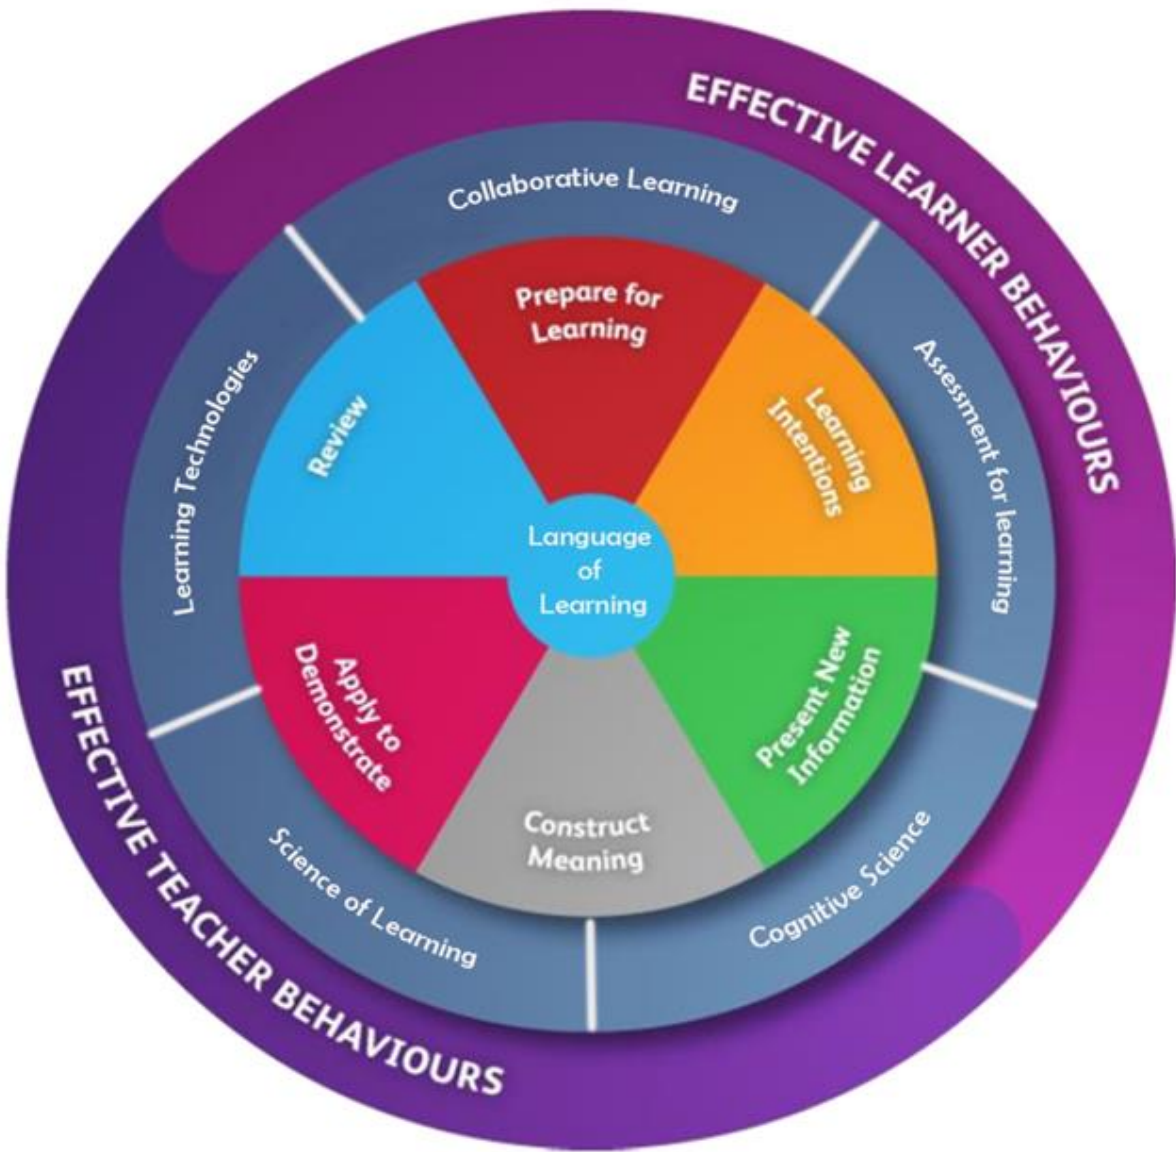 EFFECTIVE LEARNER BEHAVIOURS
Collaborative Learning
Assessment for learning
Cognitive Science
Science of Learning
Learning Technologies
Prepare for
Learning
Learning
Intentions
Present New
Information
Construct
Meaning
Apply to
Demonstrate
Review
Language
of
Learning
EFFECTIVE TEACHER BEHAVIOURS